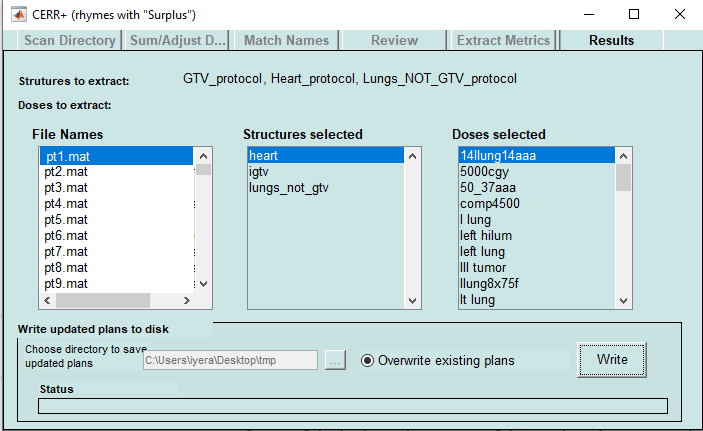 CERR+ (rhymes with "Surplus")
Scan Directory Sum/Adjust D... Match Names Review Extract Metrics Results
Strutures to extract: GTV_protocol, Heart_protocol, Lungs_NOT_GTV_protocol
Doses to extract:
File Names
pt1.mat
pt2.mat
pt3.mat
pt4.mat
pt5.mat
pt6.mat
pt7.mat
pt8.mat
pt9.mat
Structures selected
heart
igtv
lungs_not_gtv
Doses selected
14llung14aaa
5000cgy
50_37aaa
comp4500
l lung
left hilum
left lung
lll tumor
llung8x75f
lt lung
Write updated plans to disk
Choose directory to save
updated plans
C:\Users\iyera\Desktop\tmp
...
Overwrite existing plans
Write
Status